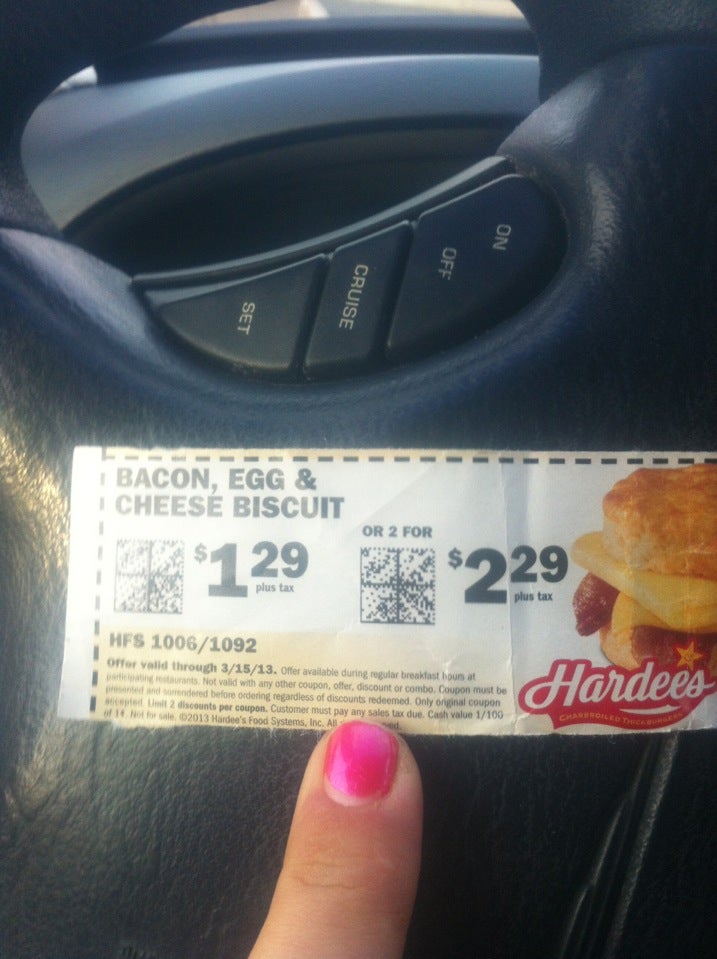 ON
OFF
CRUISE
SET
BACON, EGG &
CHEESE BISCUIT
$1 29
plus tax
OR 2 FOR
$2 29
plus tax
HFS 1006/1092
Offer valid through 3/15/13. Offer available during regular breakfast hours at
participating restaurants. Not valid with any other coupon, offer, discount or combo. Coupon must be
presented and surrendered before ordering regardless of discounts redeemed. Only original coupon
accepted. Limit 2 discounts per coupon. Customer must pay any sales tax due. Cash value 1/100
of 1¢. Not for sale. ©2013 Hardee's Food Systems, Inc. All
Hardee's
CHARBROILED THICKBURGERS